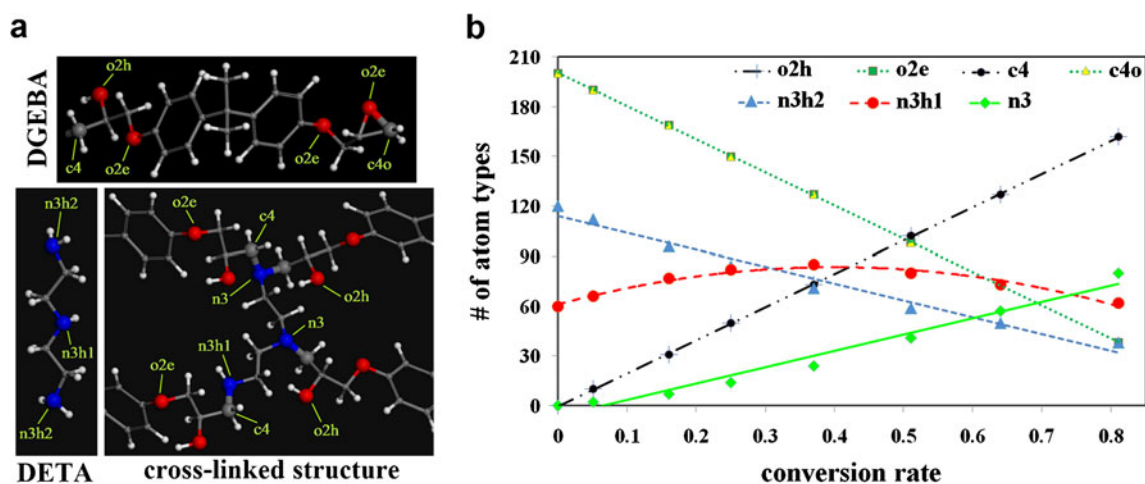 a
DGEBA
o2h
o2e
c4
o2e
o2e
c4o
n3h2
n3h1
n3h2
DETA
o2e
c4
n3
o2h
n3
n3h1
o2e
c4
o2h
cross-linked structure
b
# of atom types
210
180
150
120
90
60
30
0
o2h o2e c4 c4o
n3h2 n3h1 n3
0 0.1 0.2 0.3 0.4 0.5 0.6 0.7 0.8
conversion rate